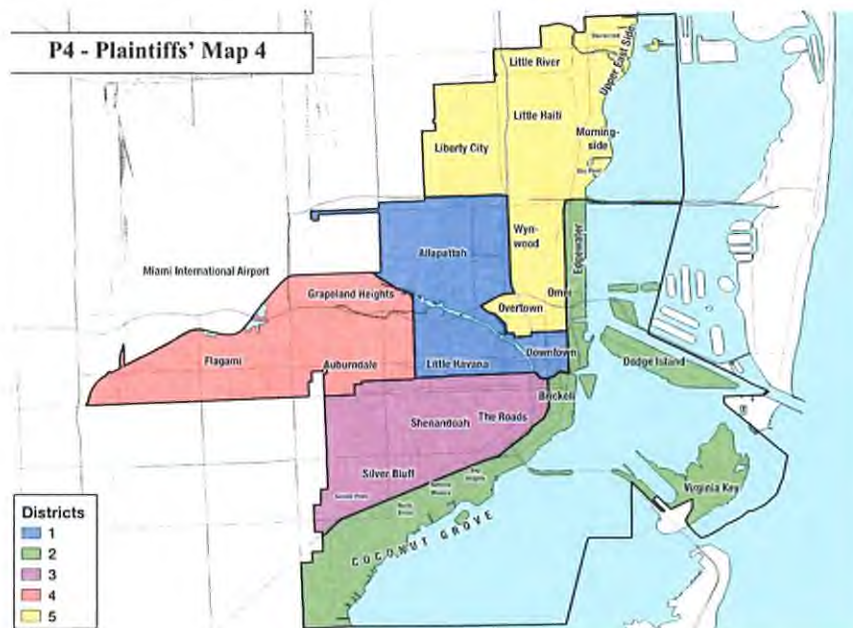 P4 - Plaintiffs' Map 4
Little River
Upper East Side
Little Haiti
Morning-
side
Liberty City
Wyn-
wood
Edgewater
Allapattah
Miami International Airport
Grapeland Heights
Omni
Overtown
Flagami
Auburndale
Little Havana
Downtown
Dodge Island
Brickell
Shenandoah
The Roads
Silver Bluff
Virginia Key
COCONUT GROVE
Districts
1
2
3
4
5